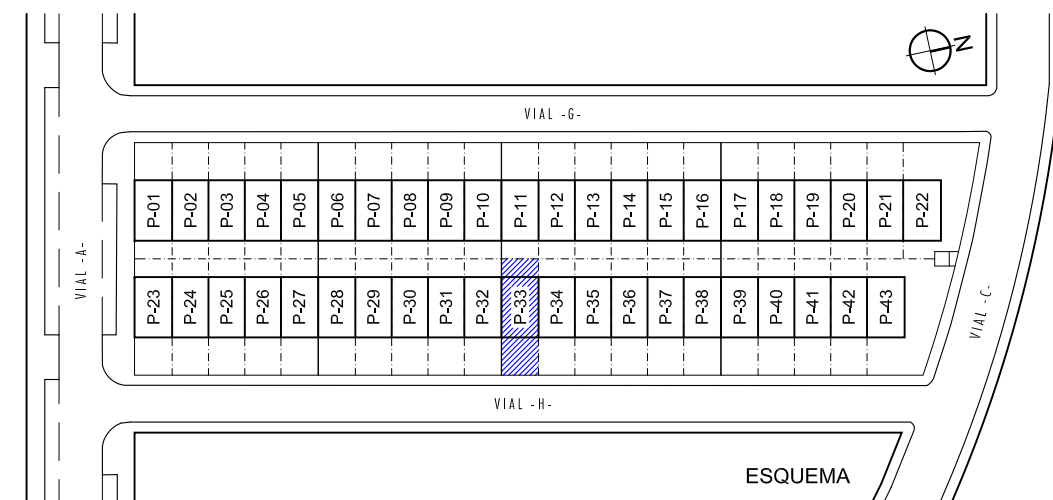 N
VIAL -G-
P-01 P-02 P-03 P-04 P-05 P-06 P-07 P-08 P-09 P-10 P-11 P-12 P-13 P-14 P-15 P-16 P-17 P-18 P-19 P-20 P-21 P-22
VIAL -A-
P-23 P-24 P-25 P-26 P-27 P-28 P-29 P-30 P-31 P-32 P-33 P-34 P-35 P-36 P-37 P-38 P-39 P-40 P-41 P-42 P-43
VIAL -C-
VIAL -H-
ESQUEMA